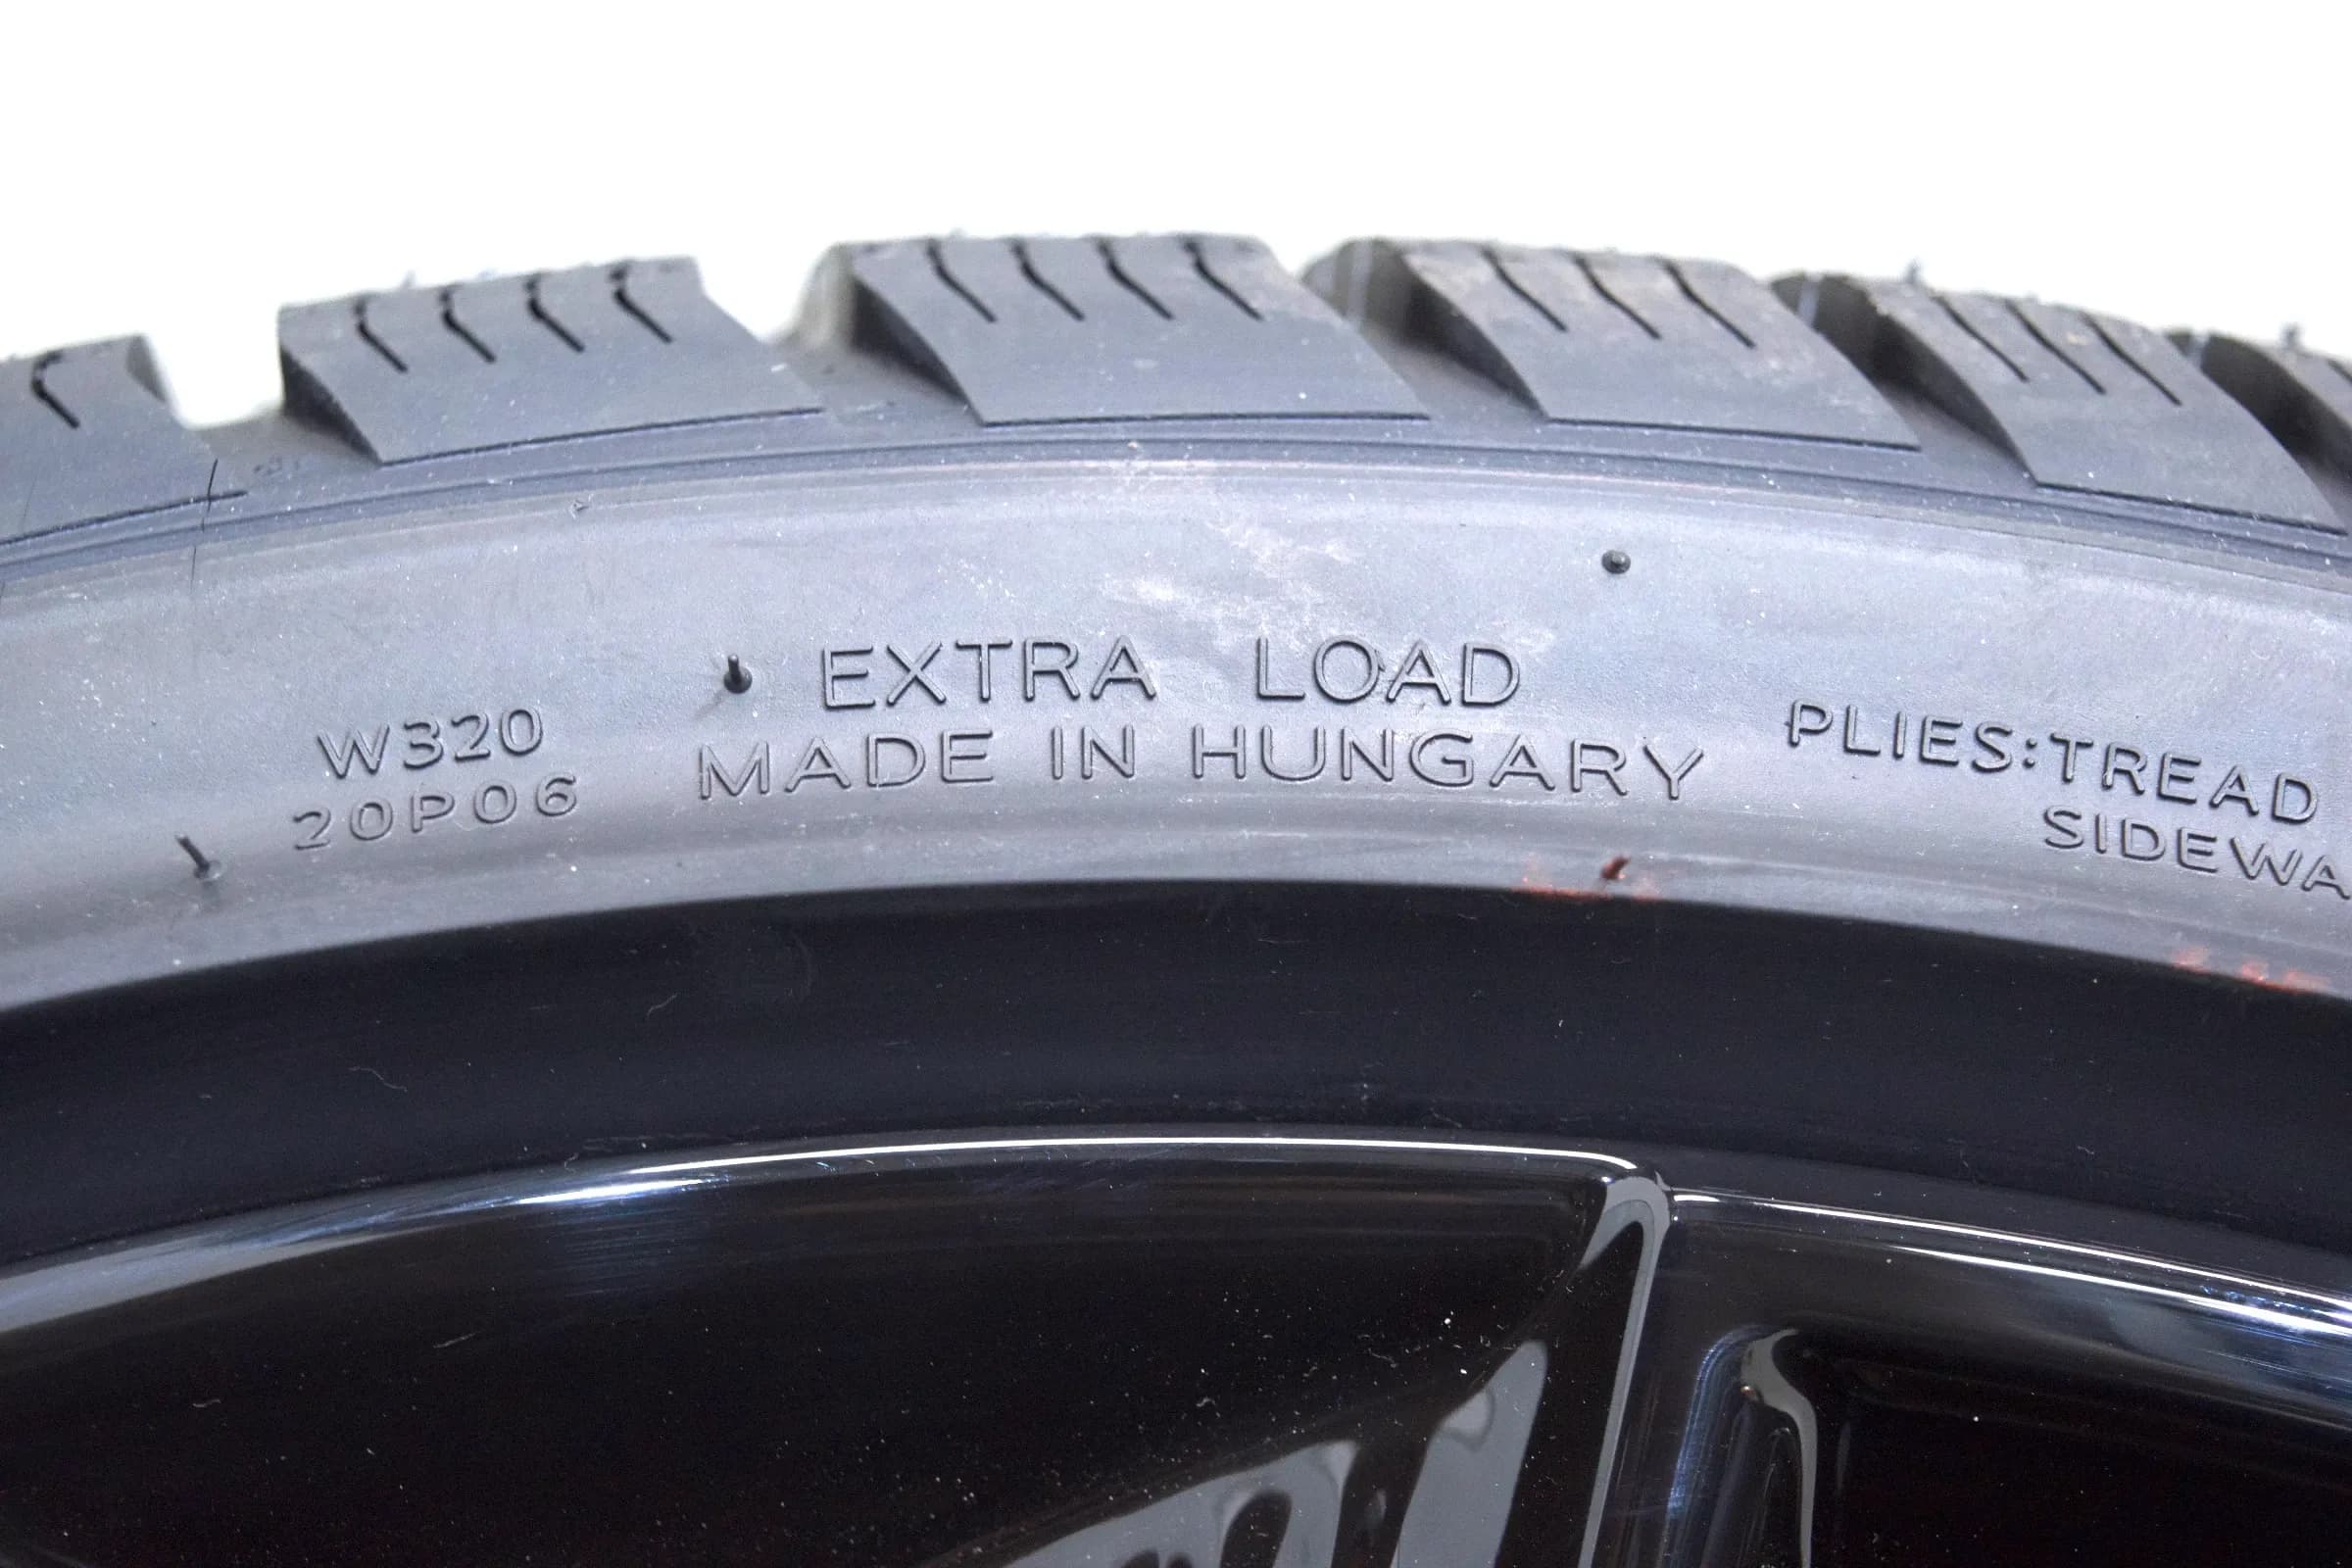 W320
20P06
EXTRA LOAD
MADE IN HUNGARY
PLIES:TREAD
SIDEWA